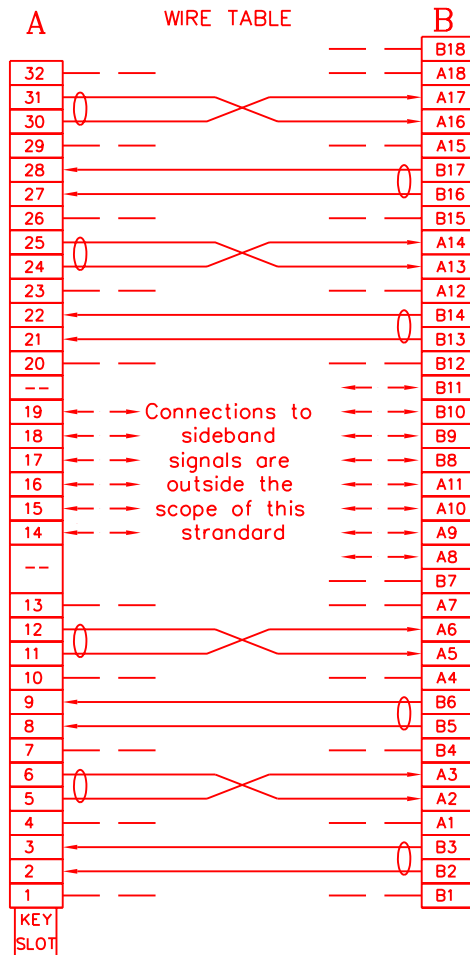 A WIRE TABLE B
B18
32 A18
31 A17
30 A16
29 A15
28 B17
27 B16
26 B15
25 A14
24 A13
23 A12
22 B14
21 B13
20 B12
-- B11
19 Connections to B10
18 sideband B9
17 signals are B8
16 outside the A11
15 scope of this A10
14 strandard A9
-- A8
B7
13 A7
12 A6
11 A5
10 A4
9 B6
8 B5
7 B4
6 A3
5 A2
4 A1
3 B3
2 B2
1 B1
KEY
SLOT